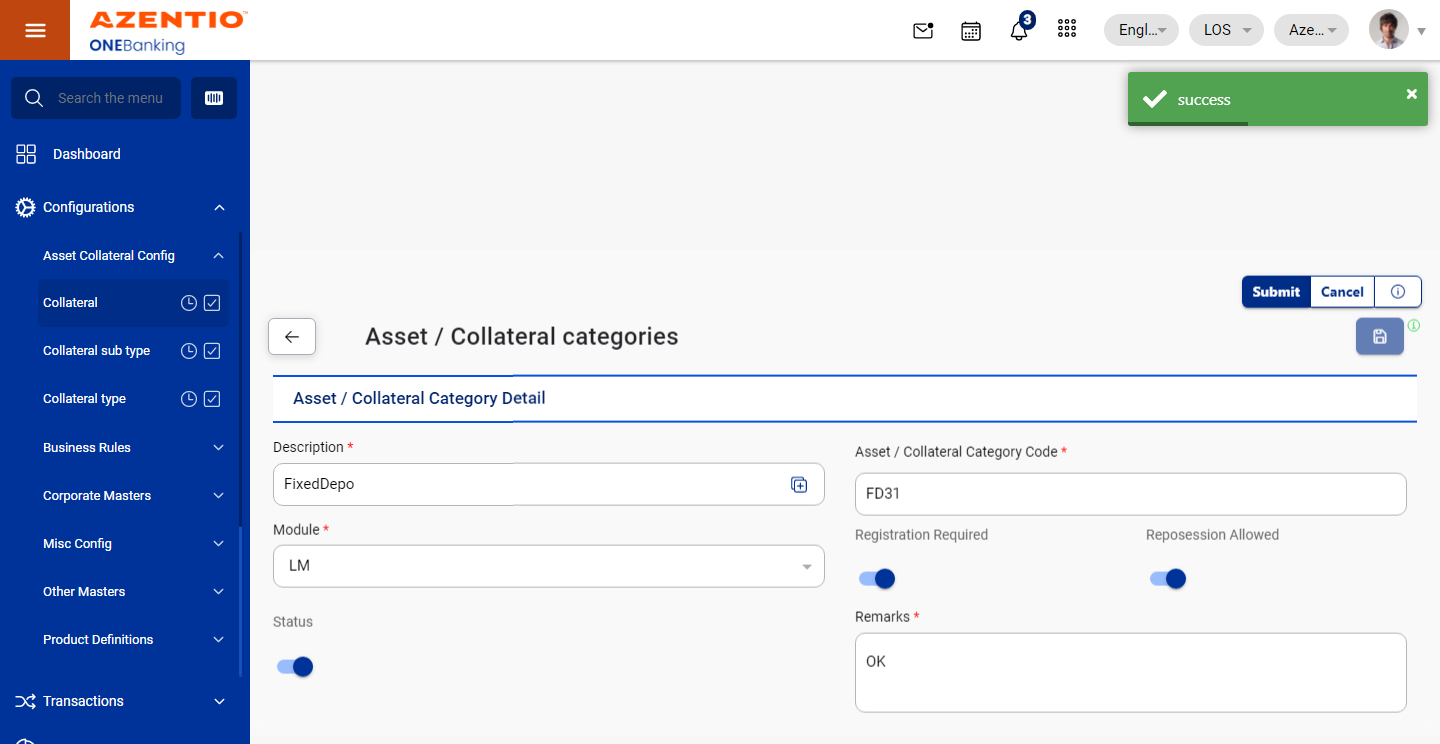 AZENTIO™
ONEBanking
3
Engl...
LOS
Aze...
Search the menu
success
Dashboard
Configurations
Asset Collateral Config
Collateral
Collateral sub type
Collateral type
Business Rules
Corporate Masters
Misc Config
Other Masters
Product Definitions
Transactions
Submit
Cancel
Asset / Collateral categories
Asset / Collateral Category Detail
Description *
FixedDepo
Asset / Collateral Category Code *
FD31
Module *
LM
Registration Required
Reposession Allowed
Status
Remarks *
OK